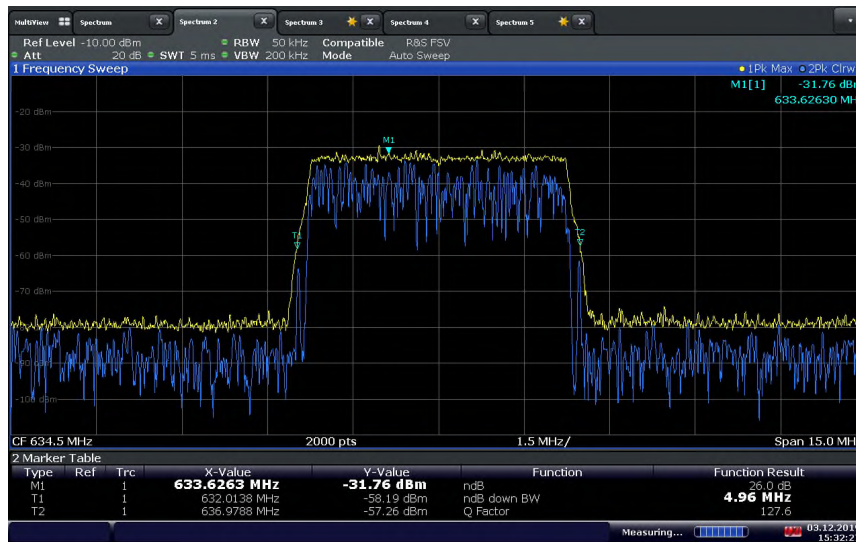 MultiView Spectrum X Spectrum 2 X Spectrum 3 X Spectrum 4 X Spectrum 5 X
Ref Level -10.00 dBm RBW 50 kHz Compatible R&S FSV
Att 20 dB SWT 5 ms VBW 200 kHz Mode Auto Sweep
1 Frequency Sweep 1Pk Max 2Pk Clrw
M1[1] -31.76 dBm
633.62630 MH
-20 dBm
-30 dBm
M1
-40 dBm
-50 dBm
T1 T2
-60 dBm
-70 dBm
-100 dBm
CF 634.5 MHz 2000 pts 1.5 MHz/ Span 15.0 MH
2 Marker Table
Type Ref Trc X-Value Y-Value Function Function Result
M1 1 633.6263 MHz -31.76 dBm ndB 26.0 dB
T1 1 632.0138 MHz -58.19 dBm ndB down BW 4.96 MHz
T2 1 636.9788 MHz -57.26 dBm Q Factor 127.6
Measuring... 03.12.201
15:32:2